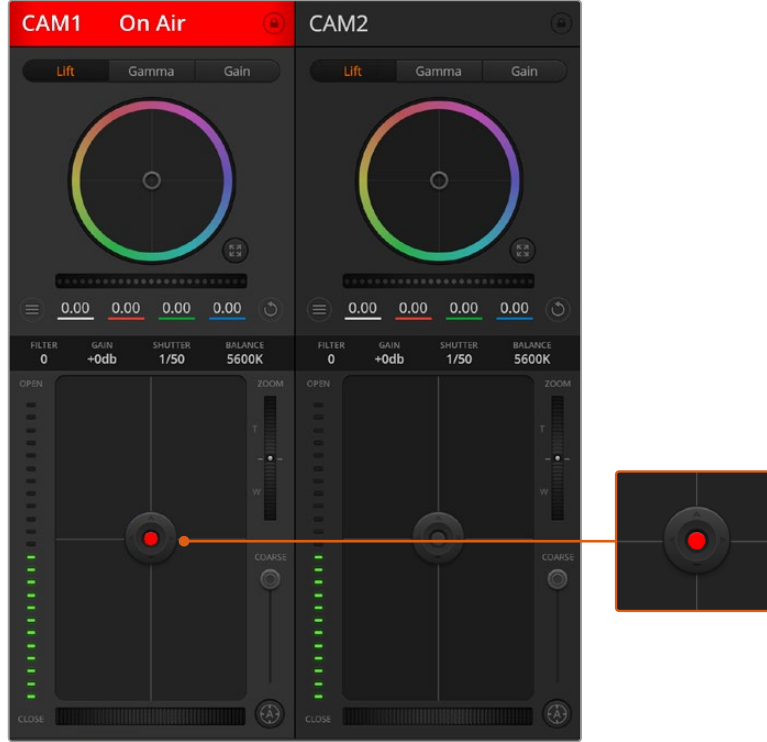 CAM1 On Air
Lift Gamma Gain
0.00 0.00 0.00 0.00
FILTER GAIN SHUTTER BALANCE
0 +0db 1/50 5600K
OPEN ZOOM
T
W
COARSE
CLOSE A
CAM2
Lift Gamma Gain
0.00 0.00 0.00 0.00
FILTER GAIN SHUTTER BALANCE
0 +0db 1/50 5600K
OPEN ZOOM
T
W
COARSE
CLOSE A